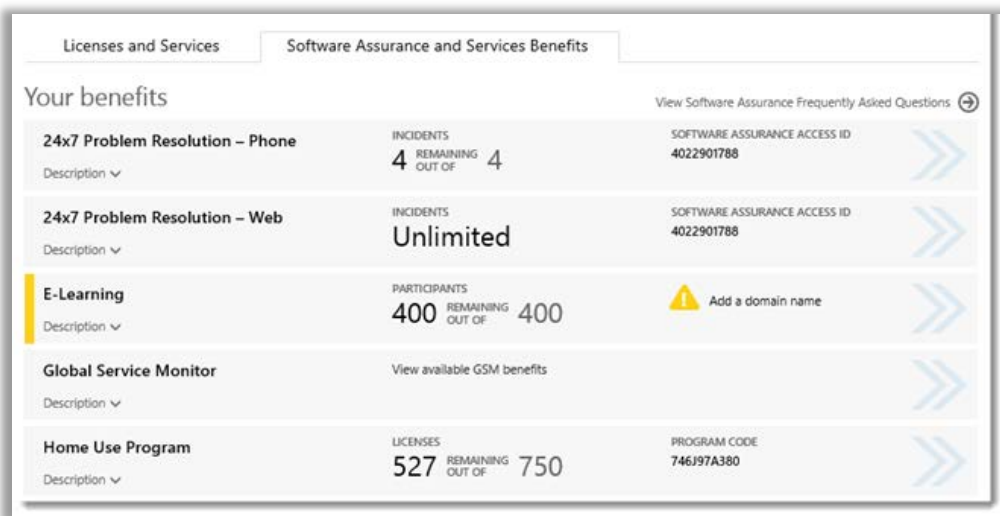 Licenses and Services
Software Assurance and Services Benefits
Your benefits
View Software Assurance Frequently Asked Questions
24x7 Problem Resolution – Phone
Description
INCIDENTS
4 REMAINING OUT OF 4
SOFTWARE ASSURANCE ACCESS ID
4022901788
24x7 Problem Resolution – Web
Description
INCIDENTS
Unlimited
SOFTWARE ASSURANCE ACCESS ID
4022901788
E-Learning
Description
PARTICIPANTS
400 REMAINING OUT OF 400
Add a domain name
Global Service Monitor
Description
View available GSM benefits
Home Use Program
Description
LICENSES
527 REMAINING OUT OF 750
PROGRAM CODE
746J97A380